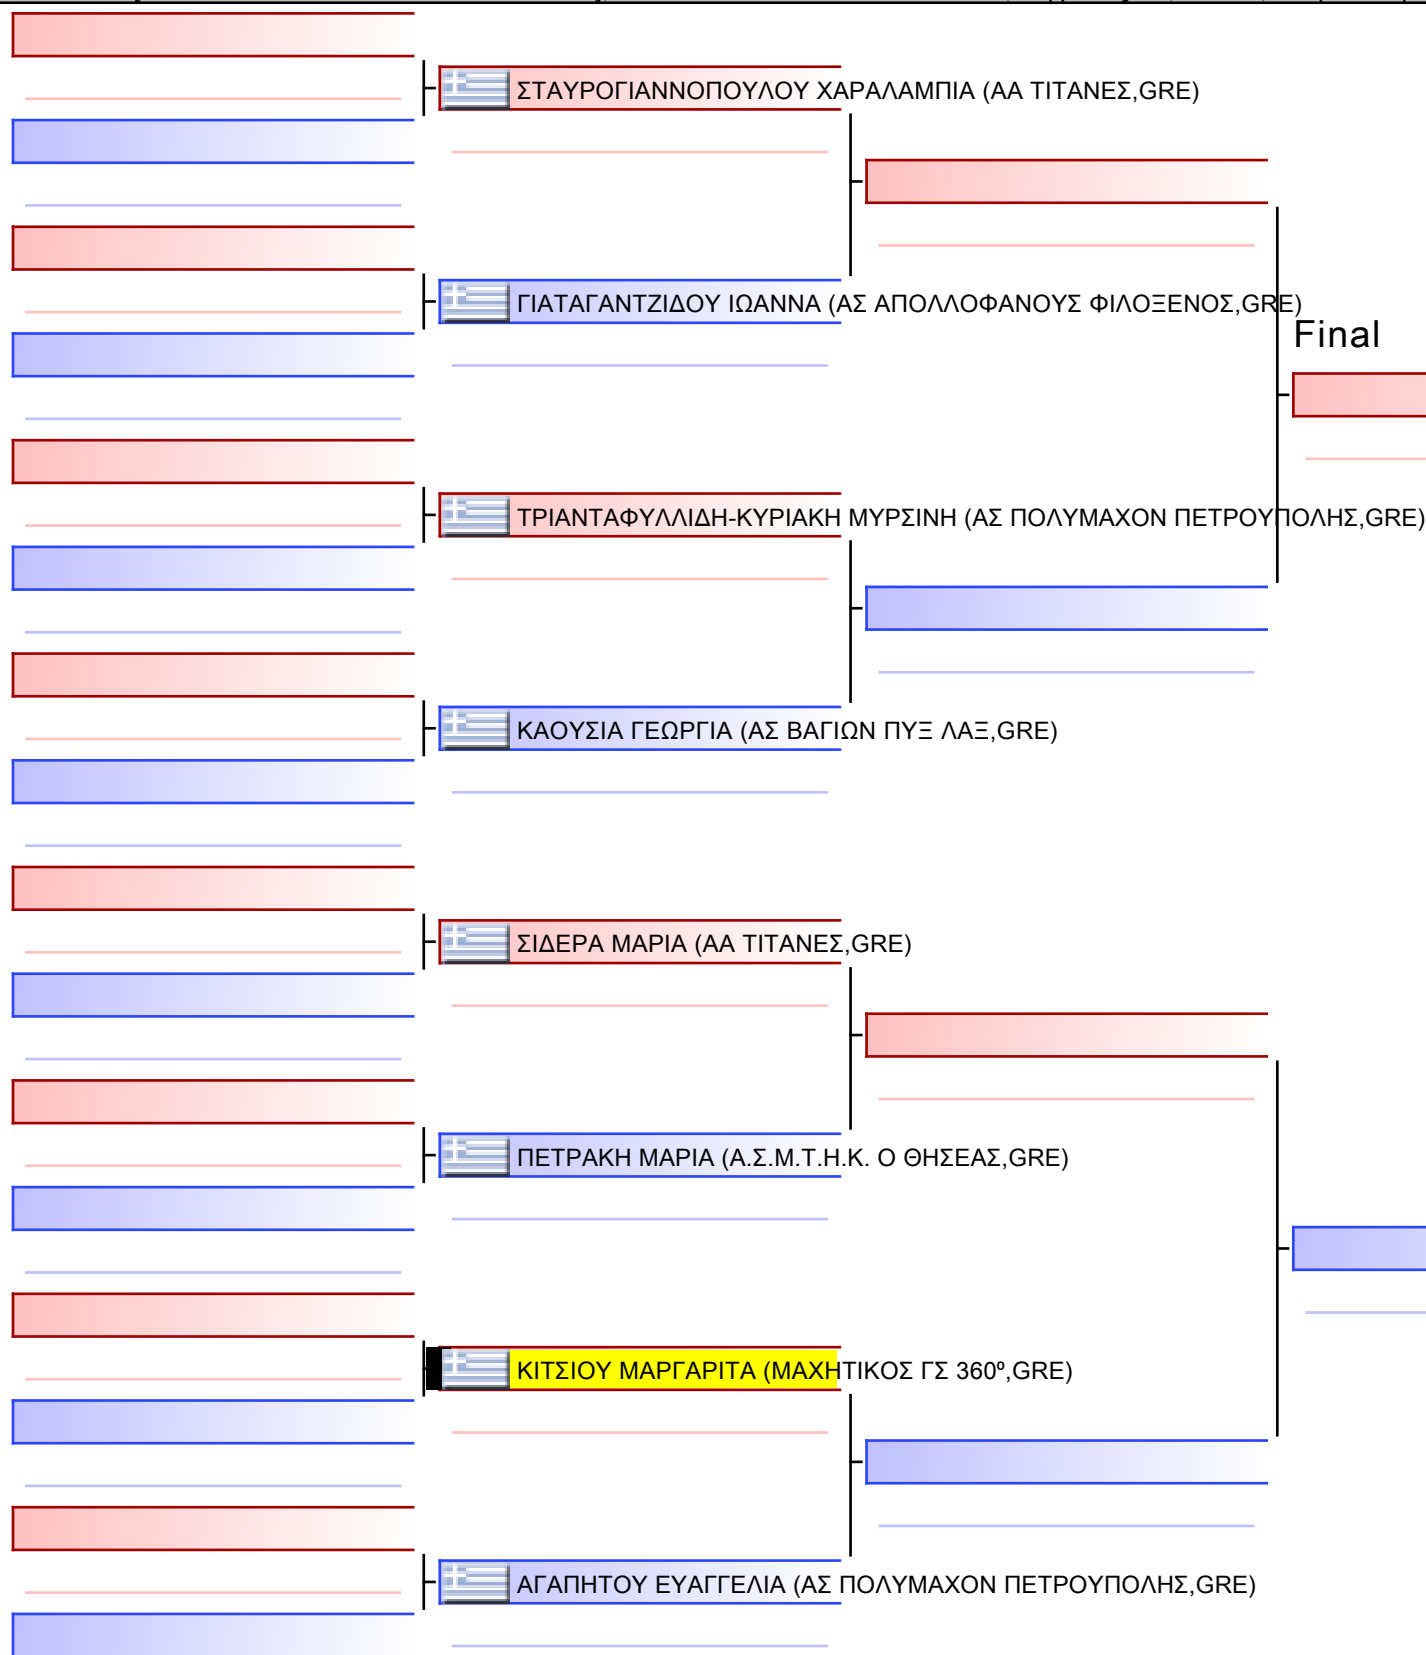 ΣΤΑΥΡΟΓΙΑΝΝΟΠΟΥΛΟΥ ΧΑΡΑΛΑΜΠΙΑ (ΑΑ ΤΙΤΑΝΕΣ,GRE)
ΓΙΑΤΑΓΑΝΤΖΙΔΟΥ ΙΩΑΝΝΑ (ΑΣ ΑΠΟΛΛΟΦΑΝΟΥΣ ΦΙΛΟΞΕΝΟΣ,GRE)
Final
ΤΡΙΑΝΤΑΦΥΛΛΙΔΗ-ΚΥΡΙΑΚΗ ΜΥΡΣΙΝΗ (ΑΣ ΠΟΛΥΜΑΧΟΝ ΠΕΤΡΟΥΠΟΛΗΣ,GRE)
ΚΑΟΥΣΙΑ ΓΕΩΡΓΙΑ (ΑΣ ΒΑΓΙΩΝ ΠΥΞ ΛΑΞ,GRE)
ΣΙΔΕΡΑ ΜΑΡΙΑ (ΑΑ ΤΙΤΑΝΕΣ,GRE)
ΠΕΤΡΑΚΗ ΜΑΡΙΑ (Α.Σ.Μ.Τ.Η.Κ. Ο ΘΗΣΕΑΣ,GRE)
ΚΙΤΣΙΟΥ ΜΑΡΓΑΡΙΤΑ (ΜΑΧΗΤΙΚΟΣ ΓΣ 360º,GRE)
ΑΓΑΠΗΤΟΥ ΕΥΑΓΓΕΛΙΑ (ΑΣ ΠΟΛΥΜΑΧΟΝ ΠΕΤΡΟΥΠΟΛΗΣ,GRE)